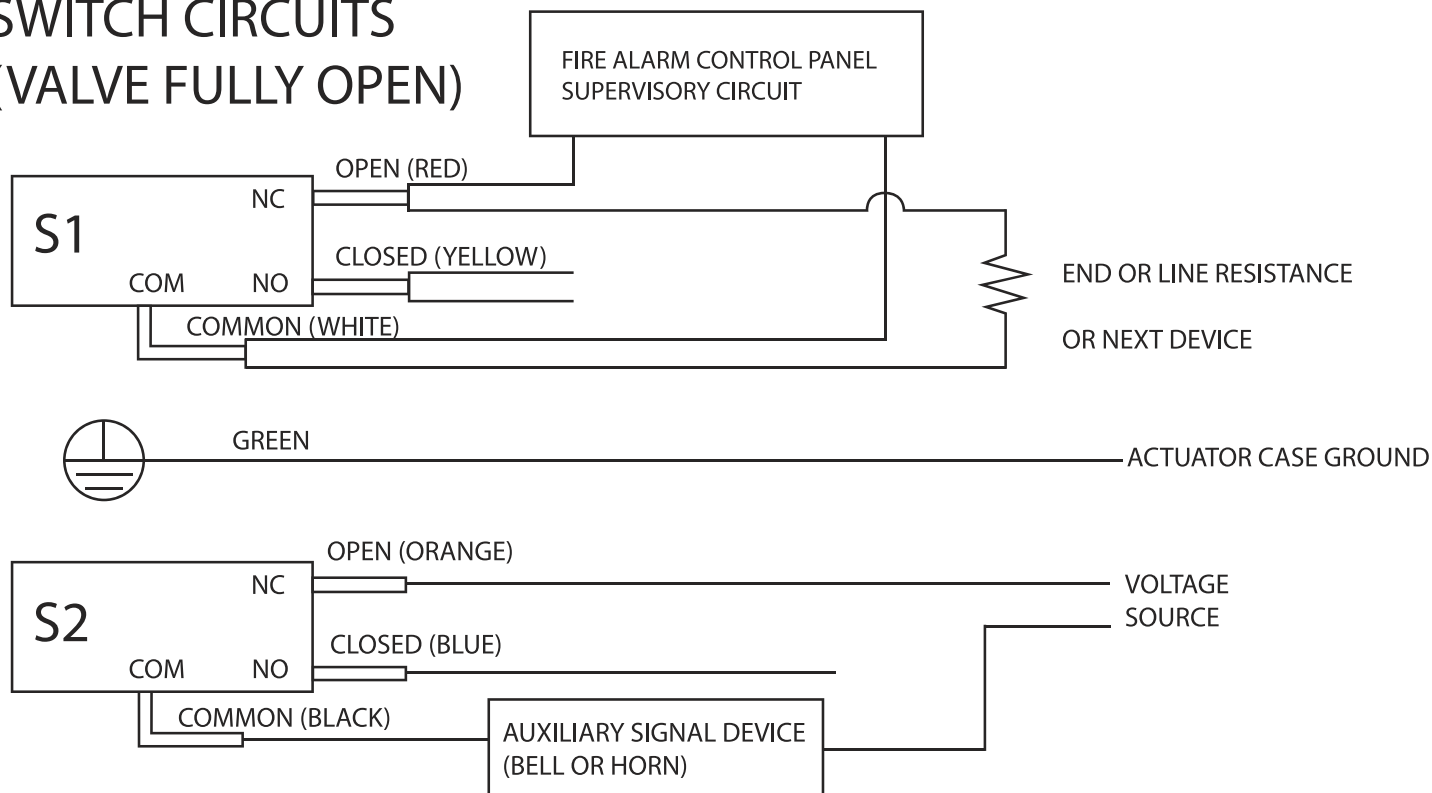 SWITCH CIRCUITS
(VALVE FULLY OPEN)
FIRE ALARM CONTROL PANEL
SUPERVISORY CIRCUIT
OPEN (RED)
NC
S1
CLOSED (YELLOW)
COM NO
COMMON (WHITE)
END OR LINE RESISTANCE
OR NEXT DEVICE
GREEN
ACTUATOR CASE GROUND
OPEN (ORANGE)
NC
VOLTAGE
SOURCE
S2
CLOSED (BLUE)
COM NO
COMMON (BLACK)
AUXILIARY SIGNAL DEVICE
(BELL OR HORN)